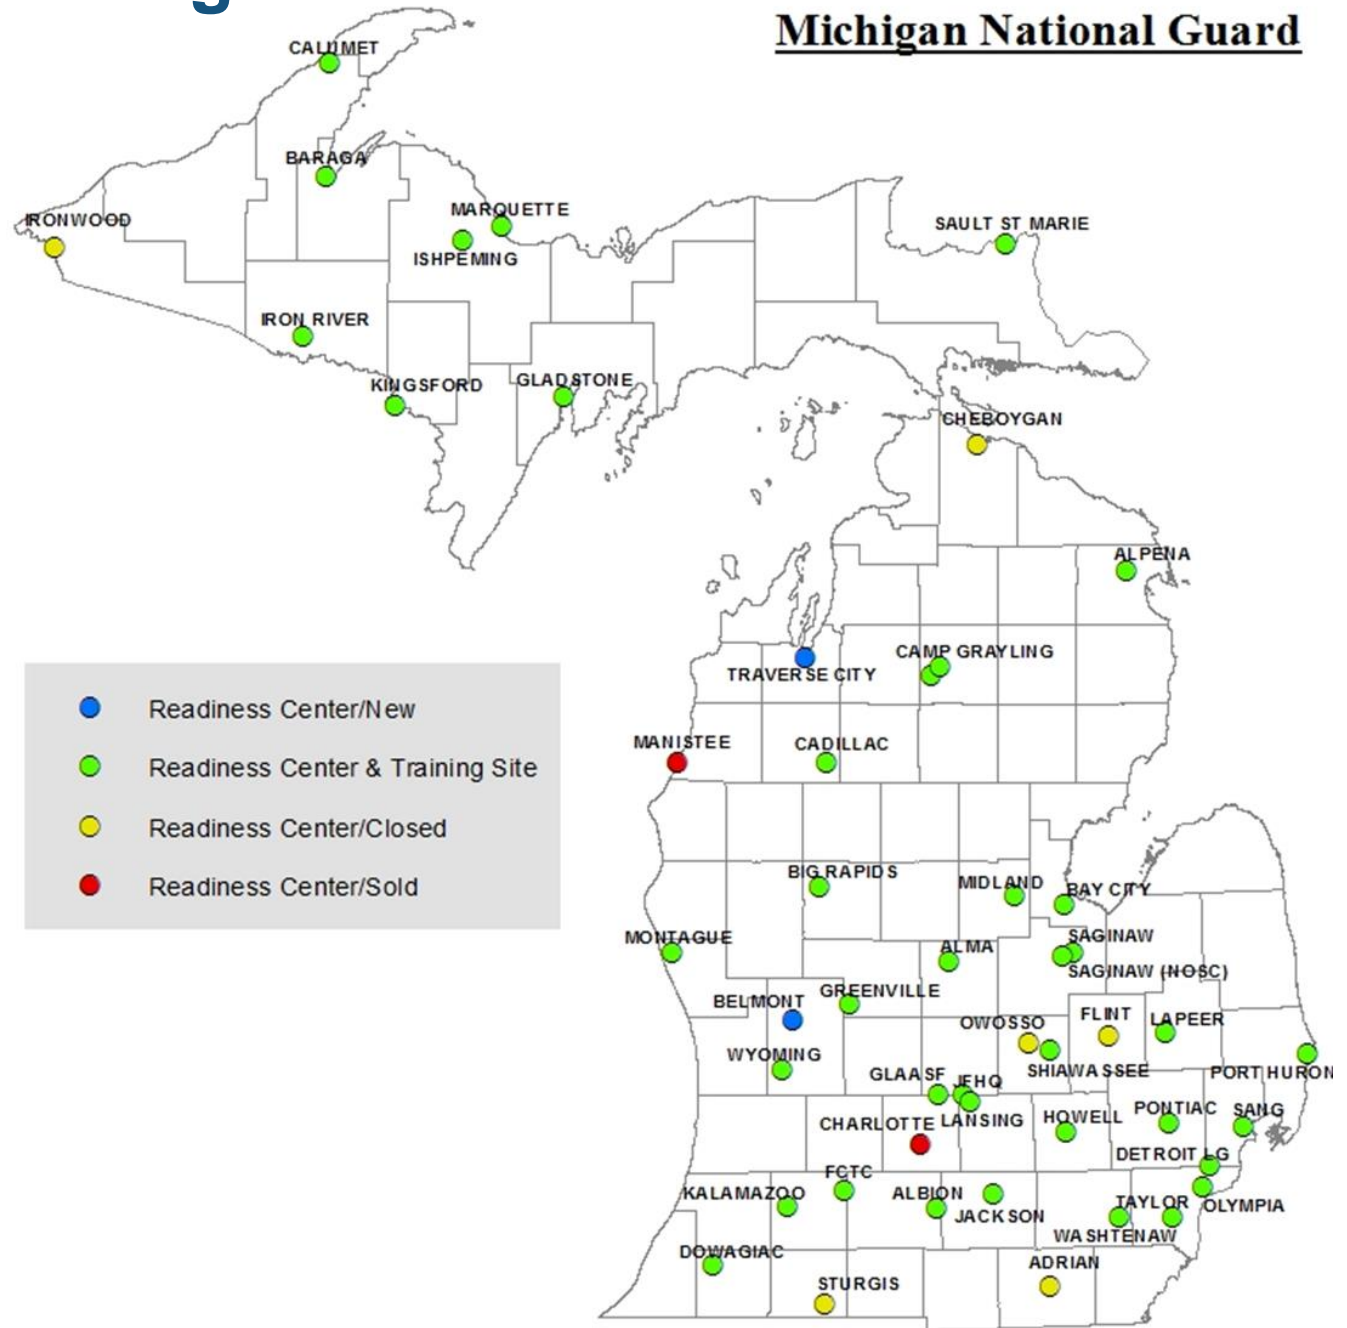 g
Michigan National Guard
CALUMET
BARAGA
IRONWOOD
MARQUETTE
ISHPEMING
SAULT ST MARIE
IRON RIVER
KINGSFORD
GLADSTONE
CHEBOYGAN
ALPENA
CAMP GRAYLING
TRAVERSE CITY
MANISTEE
CADILLAC
Readiness Center/New
Readiness Center & Training Site
Readiness Center/Closed
Readiness Center/Sold
BIG RAPIDS
MIDLAND
BAY CITY
MONTAGUE
ALMA
SAGINAW
SAGINAW (NOSC)
BELMONT
GREENVILLE
OWOSSO
FLINT
LAPEER
WYOMING
GLAASF
JFHQ
SHIAWASSEE
PORT HURON
CHARLOTTE
LANSING
HOWELL
PONTIAC
SANG
DETROIT LG
FCTC
KALAMAZOO
ALBION
JACKSON
TAYLOR
OLYMPIA
WASHTENAW
DOWAGIAC
ADRIAN
STURGIS